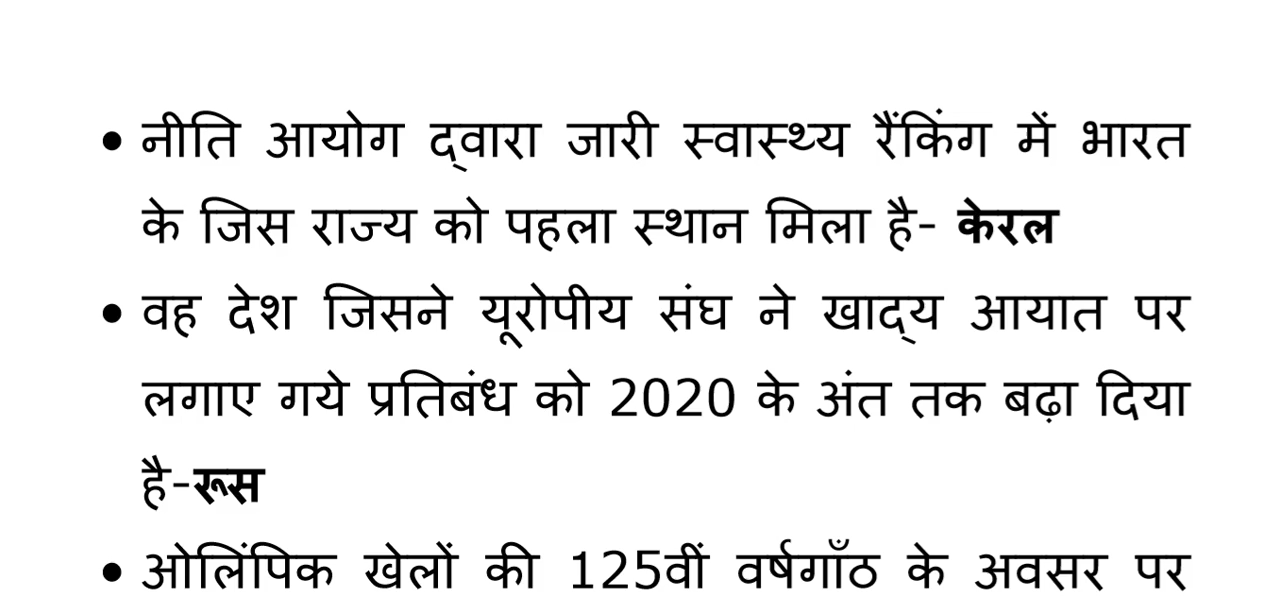 • नीति आयोग द्वारा जारी स्वास्थ्य रैंकिंग में भारत
के जिस राज्य को पहला स्थान मिला है- केरल
• वह देश जिसने यूरोपीय संघ ने खाद्य आयात पर
लगाए गये प्रतिबंध को 2020 के अंत तक बढ़ा दिया
है-रूस
• ओलिंपिक खेलों की 125वीं वर्षगाँठ के अवसर पर